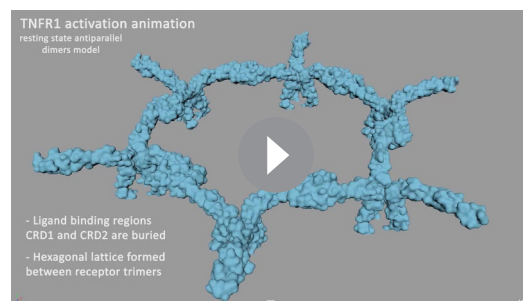 TNFR1 activation animation
resting state antiparallel
dimers model
- Ligand binding regions
CRD1 and CRD2 are buried
- Hexagonal lattice formed
between receptor trimers